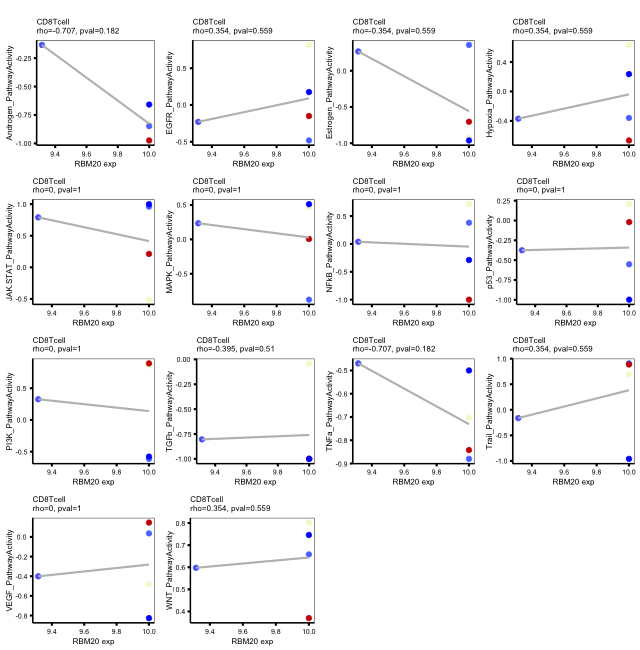 CD8Tcell
rho=-0.707, pval=0.182
Androgen_PathwayActivity
-0.25
-0.50
-0.75
-1.00
9.4 9.6 9.8 10.0
RBM20 exp
CD8Tcell
rho=0.354, pval=0.559
EGFR_PathwayActivity
0.5
0.0
-0.5
9.4 9.6 9.8 10.0
RBM20 exp
CD8Tcell
rho=-0.354, pval=0.559
Estrogen_PathwayActivity
0.0
-0.5
-1.0
9.4 9.6 9.8 10.0
RBM20 exp
CD8Tcell
rho=0.354, pval=0.559
Hypoxia_PathwayActivity
0.4
0.0
-0.4
9.4 9.6 9.8 10.0
RBM20 exp
CD8Tcell
rho=0, pval=1
JAK.STAT_PathwayActivity
1.0
0.5
0.0
-0.5
9.4 9.6 9.8 10.0
RBM20 exp
CD8Tcell
rho=0, pval=1
MAPK_PathwayActivity
0.5
0.0
-0.5
9.4 9.6 9.8 10.0
RBM20 exp
CD8Tcell
rho=0, pval=1
NFkB_PathwayActivity
0.5
0.0
-0.5
-1.0
9.4 9.6 9.8 10.0
RBM20 exp
CD8Tcell
rho=0, pval=1
p53_PathwayActivity
0.25
0.00
-0.25
-0.50
-0.75
-1.00
9.4 9.6 9.8 10.0
RBM20 exp
CD8Tcell
rho=0, pval=1
PI3K_PathwayActivity
0.5
0.0
-0.5
9.4 9.6 9.8 10.0
RBM20 exp
CD8Tcell
rho=-0.395, pval=0.51
TGFb_PathwayActivity
0.00
-0.25
-0.50
-0.75
-1.00
9.4 9.6 9.8 10.0
RBM20 exp
CD8Tcell
rho=-0.707, pval=0.182
TNFa_PathwayActivity
-0.5
-0.6
-0.7
-0.8
-0.9
9.4 9.6 9.8 10.0
RBM20 exp
CD8Tcell
rho=0.354, pval=0.559
Trail_PathwayActivity
1.0
0.5
0.0
-0.5
-1.0
9.4 9.6 9.8 10.0
RBM20 exp
CD8Tcell
rho=0, pval=1
VEGF_PathwayActivity
0.0
-0.2
-0.4
-0.6
-0.8
9.4 9.6 9.8 10.0
RBM20 exp
CD8Tcell
rho=0.354, pval=0.559
WNT_PathwayActivity
0.8
0.7
0.6
0.5
0.4
9.4 9.6 9.8 10.0
RBM20 exp